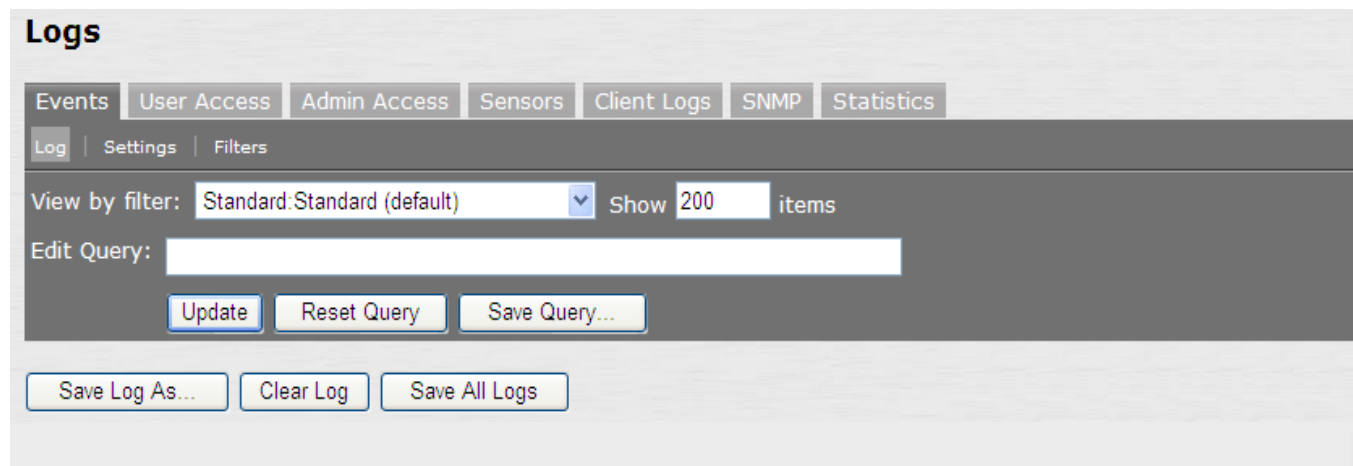 Logs
Events User Access Admin Access Sensors Client Logs SNMP Statistics
Log | Settings | Filters
View by filter: Standard:Standard (default) Show 200 items
Edit Query:
Update Reset Query Save Query...
Save Log As... Clear Log Save All Logs